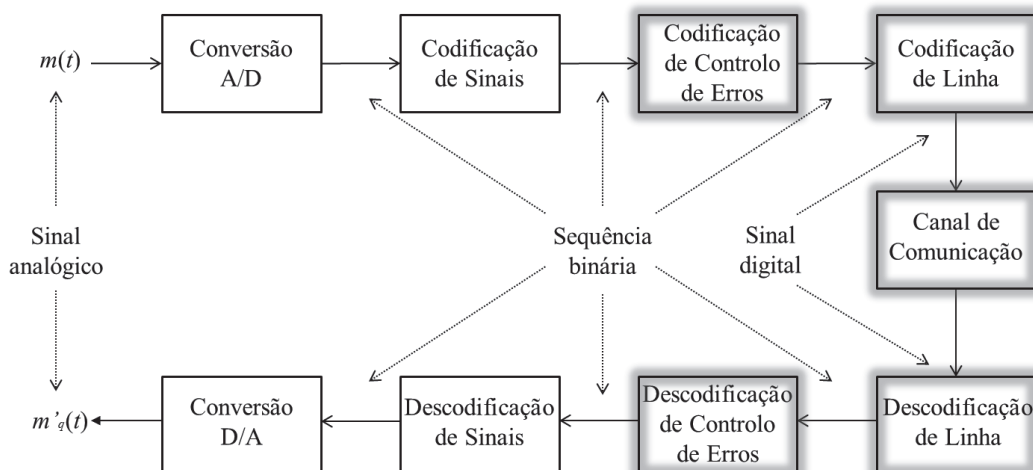 m(t)
Conversão
A/D
Codificação
de Sinais
Codificação
de Controlo
de Erros
Codificação
de Linha
Sinal
analógico
Sequência
binária
Sinal
digital
Canal de
Comunicação
m'q(t)
Conversão
D/A
Descodificação
de Sinais
Descodificação
de Controlo
de Erros
Descodificação
de Linha